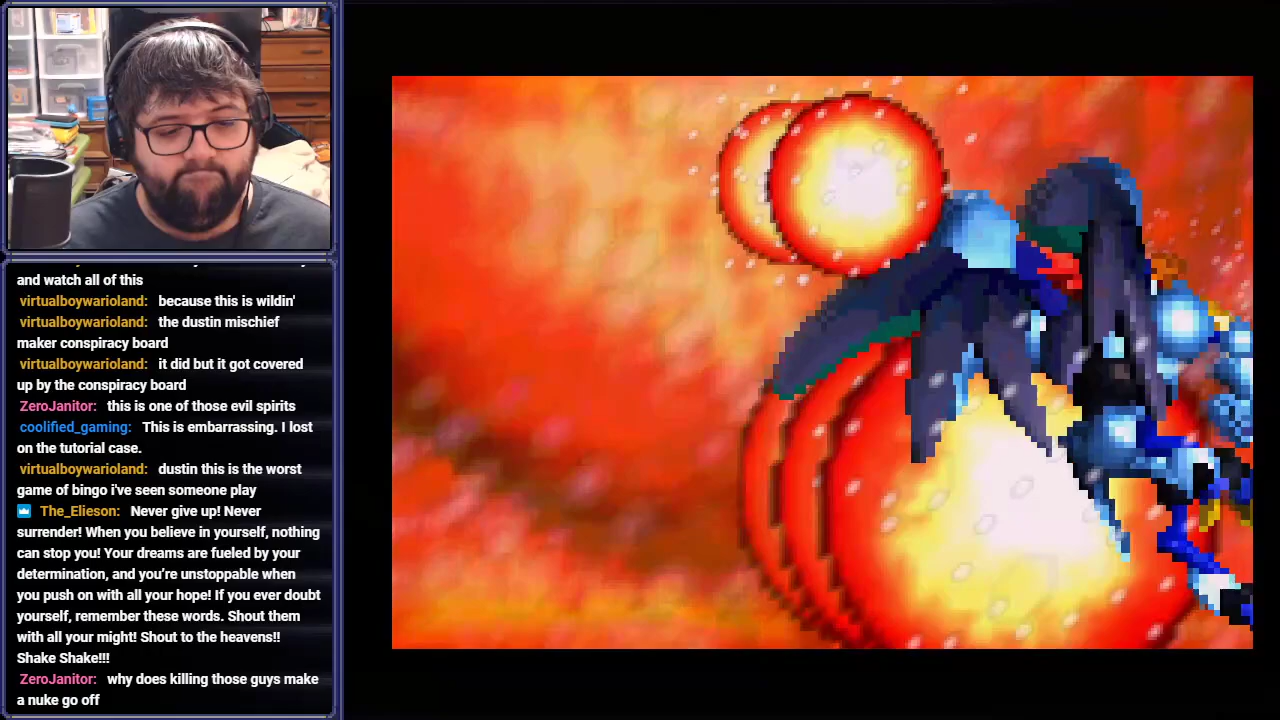 and watch all of this
virtualboywarioland: because this is wildin'
virtualboywarioland: the dustin mischief
maker conspiracy board
virtualboywarioland: it did but it got covered
up by the conspiracy board
ZeroJanitor: this is one of those evil spirits
coolified_gaming: This is embarrassing. I lost
on the tutorial case.
virtualboywarioland: dustin this is the worst
game of bingo i've seen someone play
The_Elieson: Never give up! Never
surrender! When you believe in yourself, nothing
can stop you! Your dreams are fueled by your
determination, and you’re unstoppable when
you push on with all your hope! If you ever doubt
yourself, remember these words. Shout them
with all your might! Shout to the heavens!!
Shake Shake!!!
ZeroJanitor: why does killing those guys make
a nuke go off